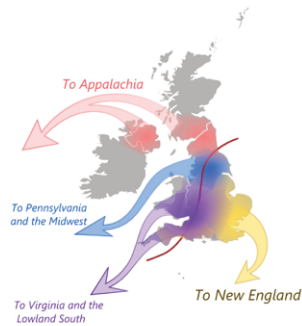 To Appalachia
To Pennsylvania
and the Midwest
To Virginia and the
Lowland South
To New England